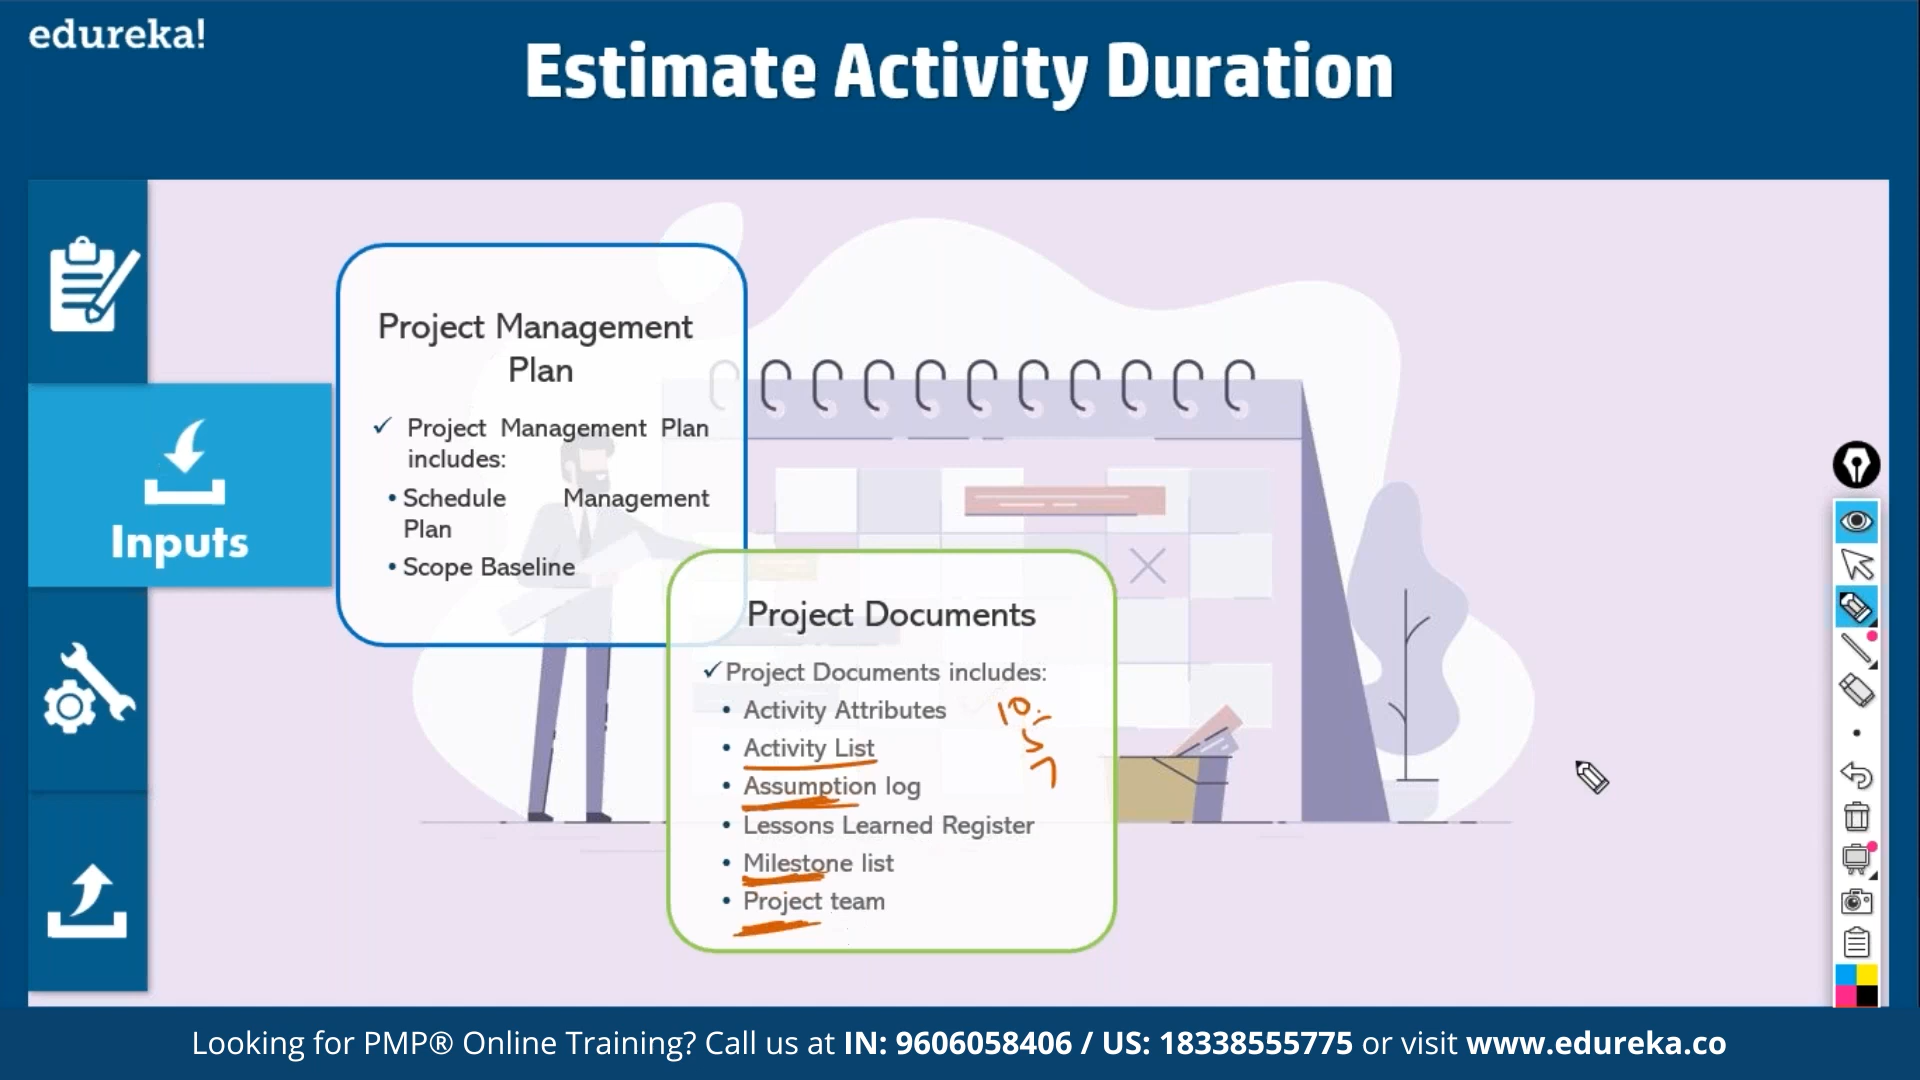 edureka!
Estimate Activity Duration
Inputs
Project Management
Plan
✓ Project Management Plan
includes:
• Schedule Management
Plan
• Scope Baseline
Project Documents
✓ Project Documents includes:
• Activity Attributes
• Activity List
• Assumption log
• Lessons Learned Register
• Milestone list
• Project team
Looking for PMP® Online Training? Call us at IN: 9606058406 / US: 18338555775 or visit www.edureka.co